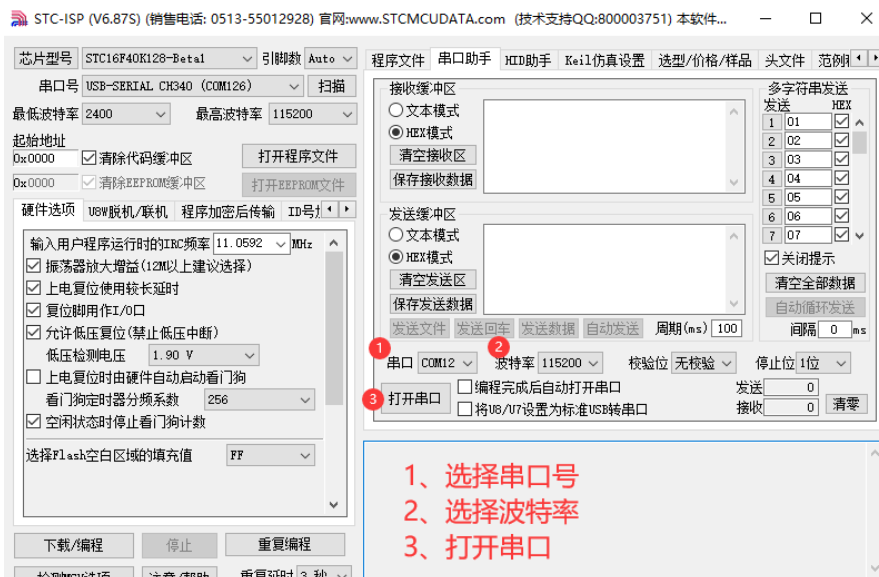 STC-ISP (V6.87S) (销售电话: 0513-55012928) 官网:www.STCMCUDATA.com (技术支持QQ:800003751) 本软件...
芯片型号 STC16F40K128-Beta1 引脚数 Auto
串口号 USB-SERIAL CH340 (COM126) 扫描
最低波特率 2400 最高波特率 115200
起始地址
0x0000 清除代码缓冲区 打开程序文件
0x0000 清除EEPROM缓冲区 打开EEPROM文件
硬件选项 U8W脱机/联机 程序加密后传输 ID号
输入用户程序运行时的IRC频率 11.0592 MHz
振荡器放大增益(12M以上建议选择)
上电复位使用较长延时
复位脚用作I/O口
允许低压复位(禁止低压中断)
低压检测电压 1.90 V
上电复位时由硬件自动启动看门狗
看门狗定时器分频系数 256
空闲状态时停止看门狗计数
选择Flash空白区域的填充值 FF
下载/编程 停止 重复编程
检测MCU选项 注意/帮助 重复延时 3 秒
程序文件 串口助手 HID助手 Keil仿真设置 选型/价格/样品 头文件 范例
接收缓冲区
文本模式
HEX模式
清空接收区
保存接收数据
发送缓冲区
文本模式
HEX模式
清空发送区
保存发送数据
发送文件 发送回车 发送数据 自动发送 周期(ms) 100
多字符串发送
发送 HEX
1 01
2 02
3 03
4 04
5 05
6 06
7 07
关闭提示
清空全部数据
自动循环发送
间隔 0 ms
1 2
串口 COM12 波特率 115200 校验位 无校验 停止位 1位
3 打开串口 编程完成后自动打开串口 发送 0
将U8/U7设置为标准USB转串口 接收 0 清零
1、选择串口号
2、选择波特率
3、打开串口